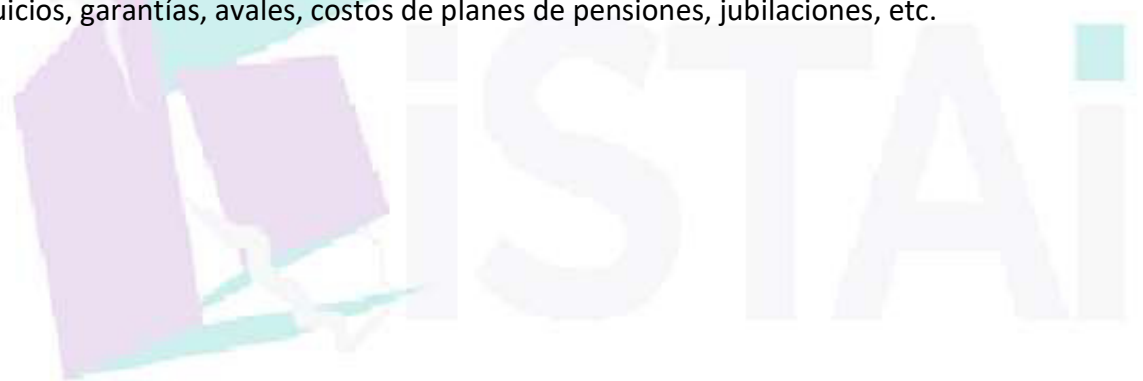 uicios, garantías, avales, costos de planes de pensiones, jubilaciones, etc.
iSTAi